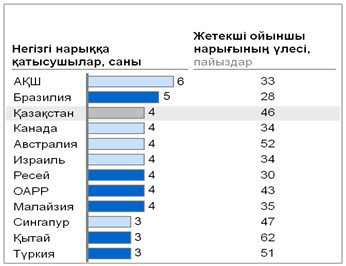 Негізгі нарыққа
қатысушылар, саны
Жетекші ойыншы
нарығының үлесі,
пайыздар
АҚШ 6 33
Бразилия 5 28
Қазақстан 4 46
Канада 4 34
Австралия 4 52
Израиль 4 34
Ресей 4 30
ОАРР 4 43
Малайзия 4 35
Сингапур 3 47
Қытай 3 62
Түркия 3 51